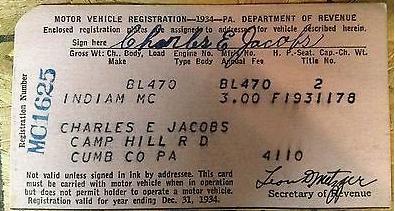 MOTOR VEHICLE REGISTRATION—1934—PA. DEPARTMENT OF REVENUE
Enclosed registration plates assigned to addressee for vehicle described herein.
Sign here Charles E Jacobs
Gross Wt: Ch. Body, Load Engine No. or H. P.-Seat. Cap.-Ch. Wt.
Make Type Body Annual Fee Title No.
BL470 BL470 2
INDIAM MC 3.00 F1931178
Registration Number
MC1625
CHARLES E JACOBS
CAMP HILL R D
CUMB CO PA 4110
Not valid unless signed in ink by addressee. This card
must be carried with motor vehicle when in operation
but does not permit holder to operate a motor vehicle.
Registration valid for year ending Dec. 31, 1934.
Leon D Metzger
Secretary of Revenue